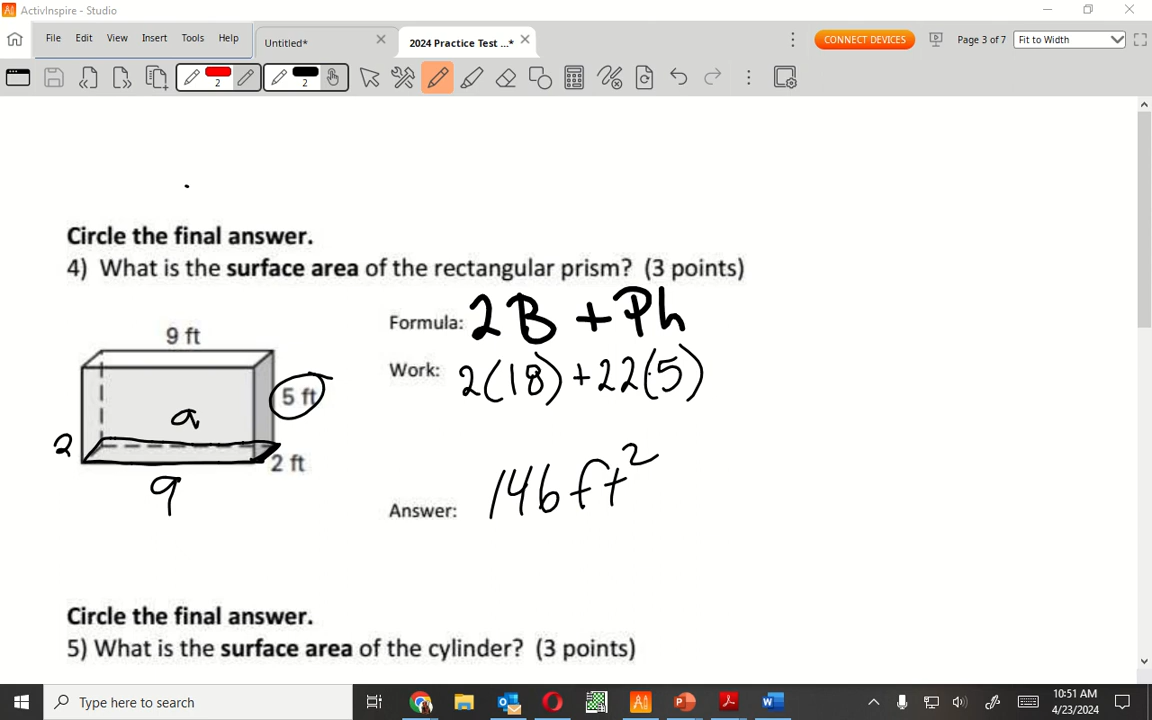 ActivInspire - Studio
File Edit View Insert Tools Help
Untitled*
2024 Practice Test ...*
CONNECT DEVICES
Page 3 of 7
Fit to Width
2
2
Circle the final answer.
4) What is the surface area of the rectangular prism? (3 points)
9 ft
5 ft
2 ft
2
9
9
Formula: 2B + Ph
Work: 2(18) + 22(5)
Answer: 146 ft²
Circle the final answer.
5) What is the surface area of the cylinder? (3 points)
Type here to search
10:51 AM
4/23/2024